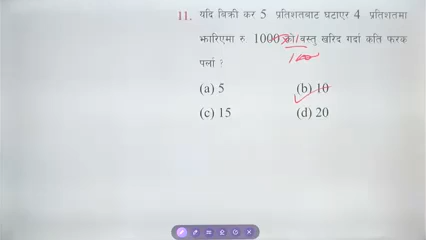 11. यदि बिक्री कर 5 प्रतिशतबाट घटाएर 4 प्रतिशतमा
झारिएमा रु 1000 को वस्तु खरिद गर्दा कति फरक
पर्ला ?
(a) 5 (b) 10
(c) 15 (d) 20